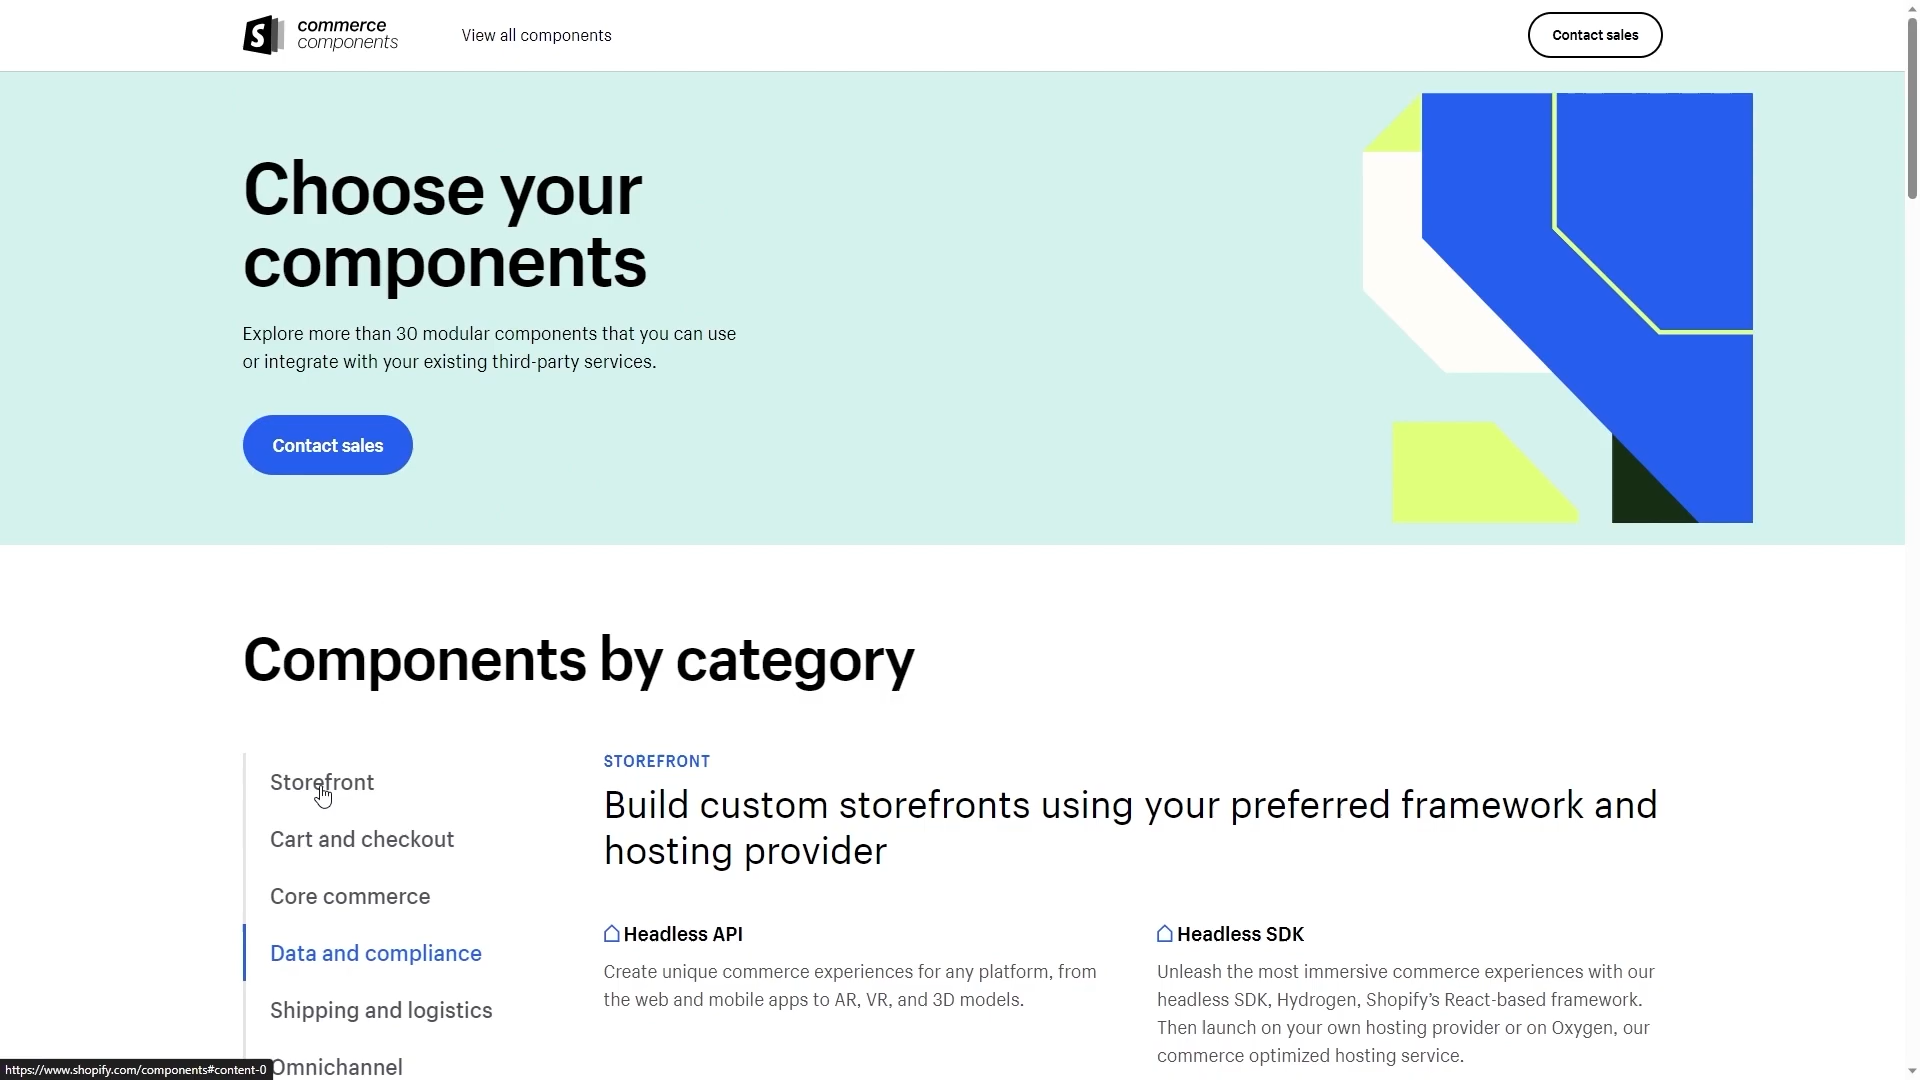 commerce
components
View all components
Contact sales
Choose your
components
Explore more than 30 modular components that you can use
or integrate with your existing third-party services.
Contact sales
Components by category
Storefront
Cart and checkout
Core commerce
Data and compliance
Shipping and logistics
Omnichannel
STOREFRONT
Build custom storefronts using your preferred framework and
hosting provider
Headless API
Create unique commerce experiences for any platform, from
the web and mobile apps to AR, VR, and 3D models.
Headless SDK
Unleash the most immersive commerce experiences with our
headless SDK, Hydrogen, Shopify’s React-based framework.
Then launch on your own hosting provider or on Oxygen, our
commerce optimized hosting service.
https://www.shopify.com/components#content-0